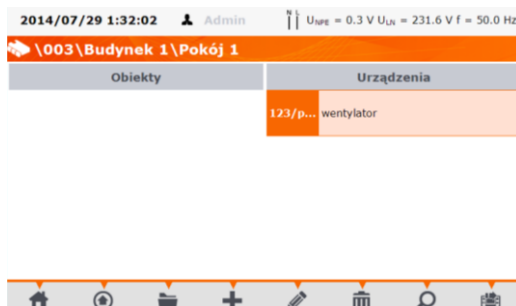 2014/07/29 1:32:02 Admin N L UNPE = 0.3 V ULN = 231.6 V f = 50.0 Hz
\003\Budynek 1\Pokój 1
Obiekty Urządzenia
123/p... wentylator